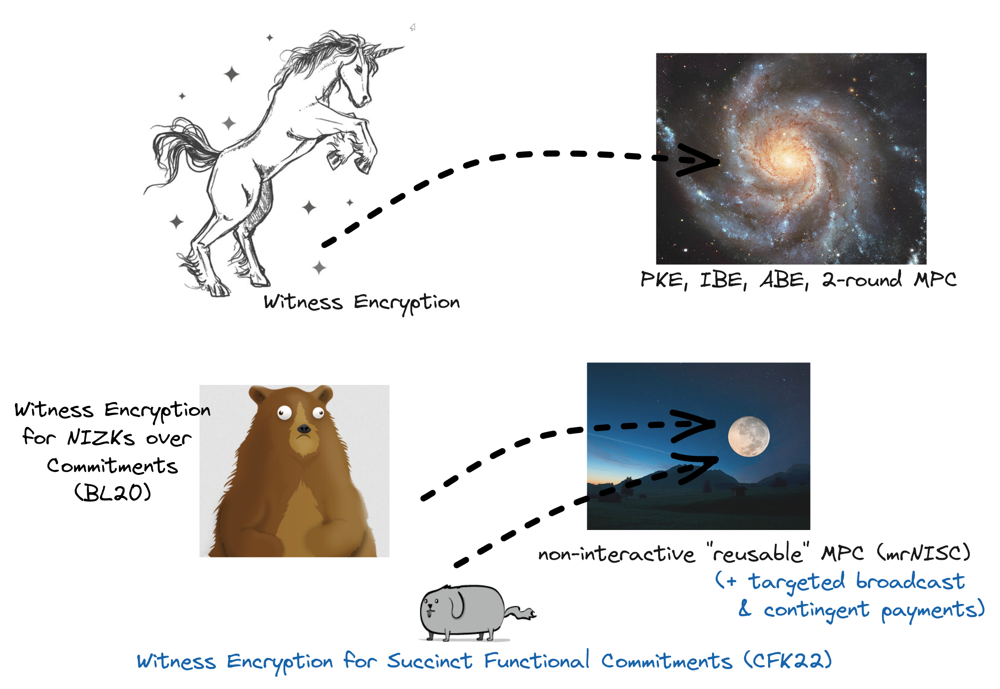 PKE, IBE, ABE, 2-round MPC
Witness Encryption
Witness Encryption
for NIZKs over
Commitments
(BL20)
non-interactive "reusable" MPC (mrNISC)
(+ targeted broadcast
& contingent payments)
Witness Encryption for Succinct Functional Commitments (CFK22)